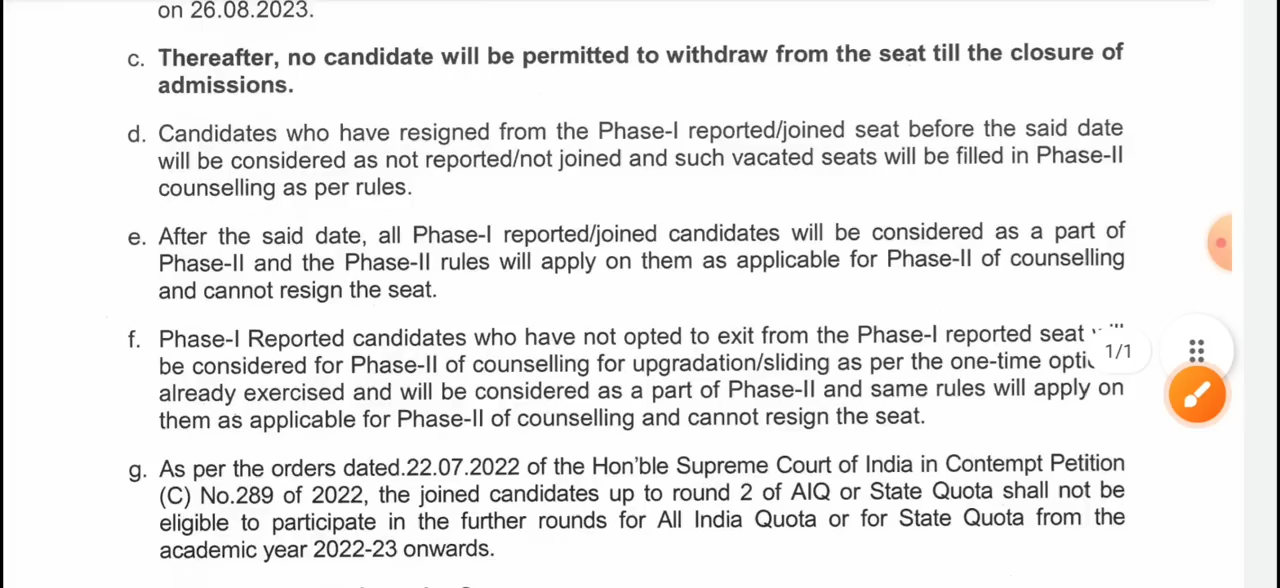 on 26.08.2023.
c. Thereafter, no candidate will be permitted to withdraw from the seat till the closure of
admissions.
d. Candidates who have resigned from the Phase-I reported/joined seat before the said date
will be considered as not reported/not joined and such vacated seats will be filled in Phase-II
counselling as per rules.
e. After the said date, all Phase-I reported/joined candidates will be considered as a part of
Phase-II and the Phase-II rules will apply on them as applicable for Phase-II of counselling
and cannot resign the seat.
f. Phase-I Reported candidates who have not opted to exit from the Phase-I reported seat
be considered for Phase-II of counselling for upgradation/sliding as per the one-time
1/1
already exercised and will be considered as a part of Phase-II and same rules will apply on
them as applicable for Phase-II of counselling and cannot resign the seat.
g. As per the orders dated.22.07.2022 of the Hon'ble Supreme Court of India in Contempt Petition
(C) No.289 of 2022, the joined candidates up to round 2 of AIQ or State Quota shall not be
eligible to participate in the further rounds for All India Quota or for State Quota from the
academic year 2022-23 onwards.